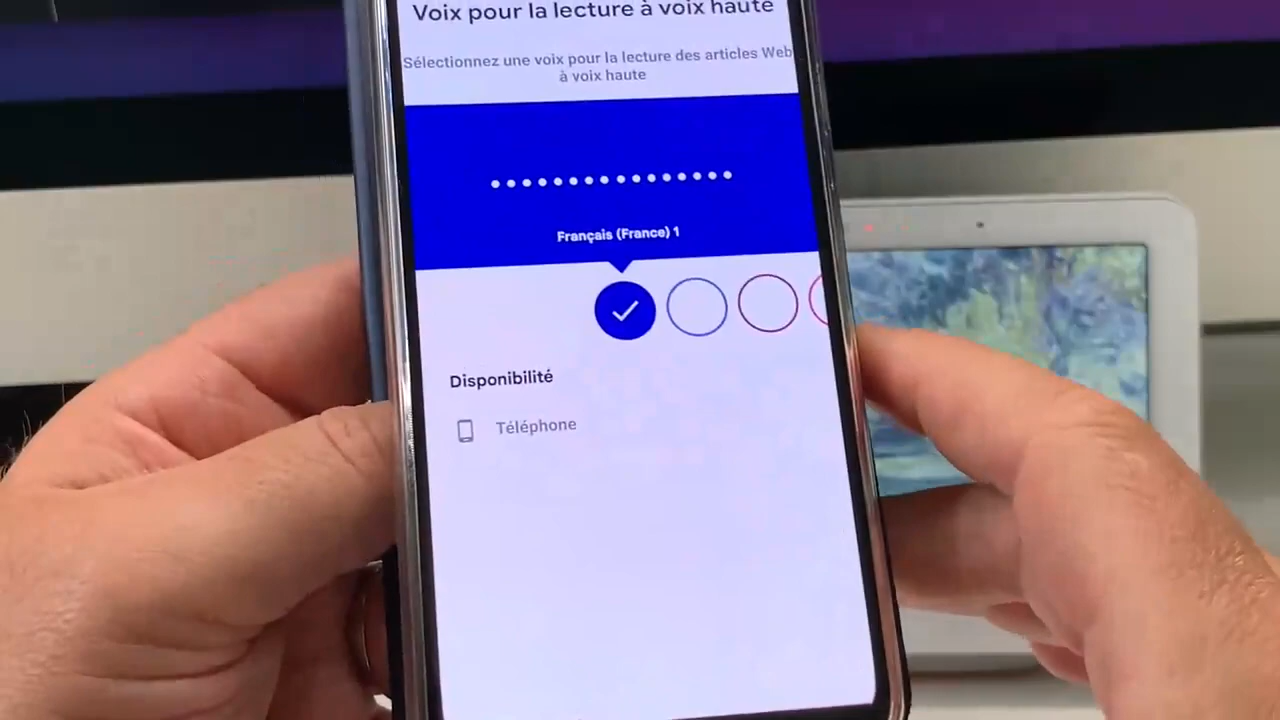 Voix pour la lecture à voix haute
Sélectionnez une voix pour la lecture des articles Web
à voix haute
Français (France) 1
Disponibilité
Téléphone